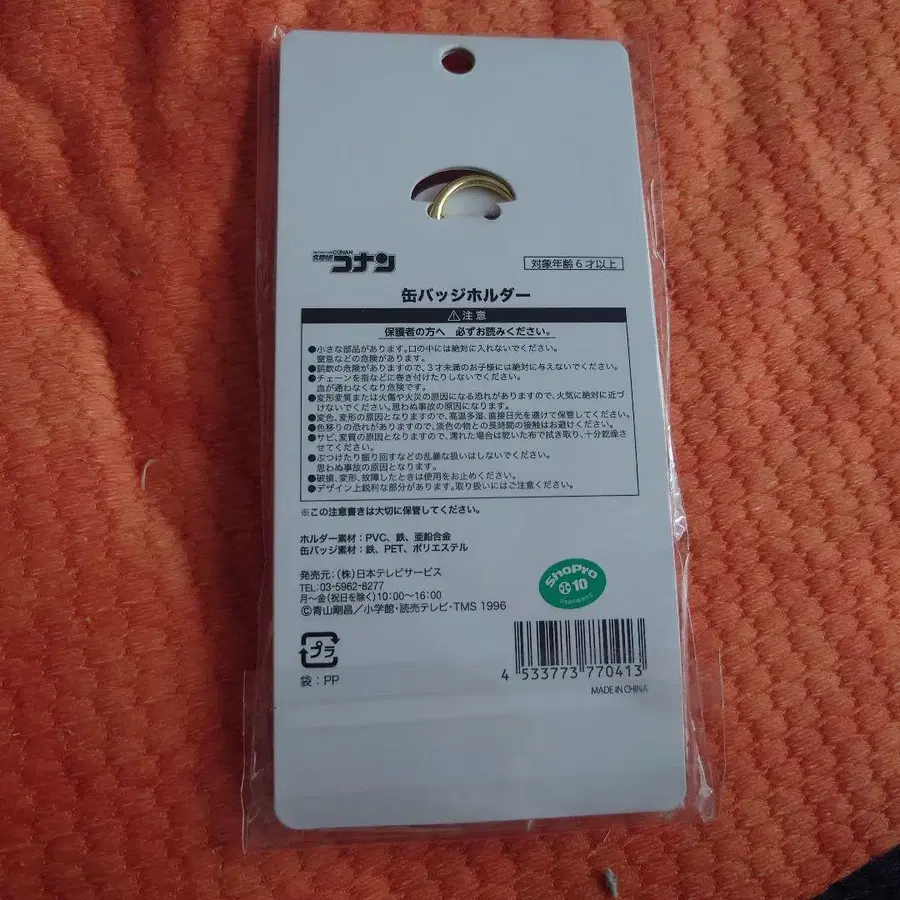 CONAN
名探偵コナン
対象年齢6才以上
缶バッジホルダー
⚠注意
保護者の方へ 必ずお読みください。
●小さな部品があります。口の中には絶対に入れないでください。
窒息などの危険があります。
●誤飲の危険がありますので、3才未満のお子様には絶対に与えないでください。
●チェーンを指などに巻き付けたりしないでください。
血が通わなくなり危険です。
●変形変質または火傷や火災の原因になる恐れがありますので、火気に絶対に近づ
けないでください。思わぬ事故の原因になります。
●変色、変形の原因となりますので、高温多湿、直接日光を避けて保管してください。
●色移りの恐れがありますので、淡色の物との長時間の接触はお避けください。
●サビ、変質の原因となりますので、濡れた場合は乾いた布で拭き取り、十分乾燥さ
せてください。
●ぶつけたり振り回すなどの乱暴な扱いはしないでください。
思わぬ事故の原因となります。
●破損、変形、故障したときは使用をお止めください。
●デザイン上鋭利な部分があります。取り扱いにはご注意ください。
※この注意書きは大切に保管してください。
ホルダー素材：PVC、鉄、亜鉛合金
缶バッジ素材：鉄、PET、ポリエステル
発売元：(株)日本テレビサービス
TEL：03-5962-8277
月〜金(祝日を除く)10：00〜16：00
©青山剛昌／小学館・読売テレビ・TMS 1996
ShoPro
10
プラ
袋：PP
4 533773 770413
MADE IN CHINA